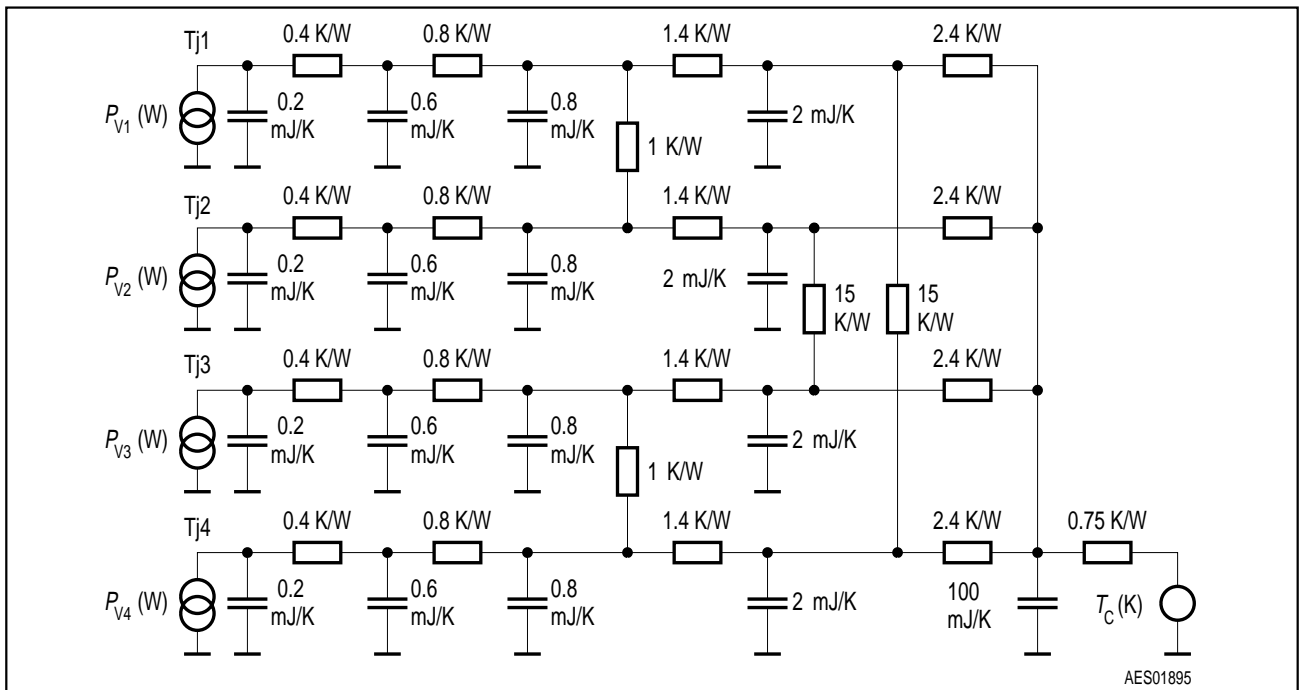 Tj1
0.4 K/W 0.8 K/W 1.4 K/W 2.4 K/W
PV1 (W)
0.2
mJ/K
0.6
mJ/K
0.8
mJ/K
2 mJ/K
1 K/W
Tj2
0.4 K/W 0.8 K/W 1.4 K/W 2.4 K/W
PV2 (W)
0.2
mJ/K
0.6
mJ/K
0.8
mJ/K
2 mJ/K
15
K/W
15
K/W
Tj3
0.4 K/W 0.8 K/W 1.4 K/W 2.4 K/W
PV3 (W)
0.2
mJ/K
0.6
mJ/K
0.8
mJ/K
2 mJ/K
1 K/W
Tj4
0.4 K/W 0.8 K/W 1.4 K/W 2.4 K/W 0.75 K/W
PV4 (W)
0.2
mJ/K
0.6
mJ/K
0.8
mJ/K
2 mJ/K
100
mJ/K
TC (K)
AES01895